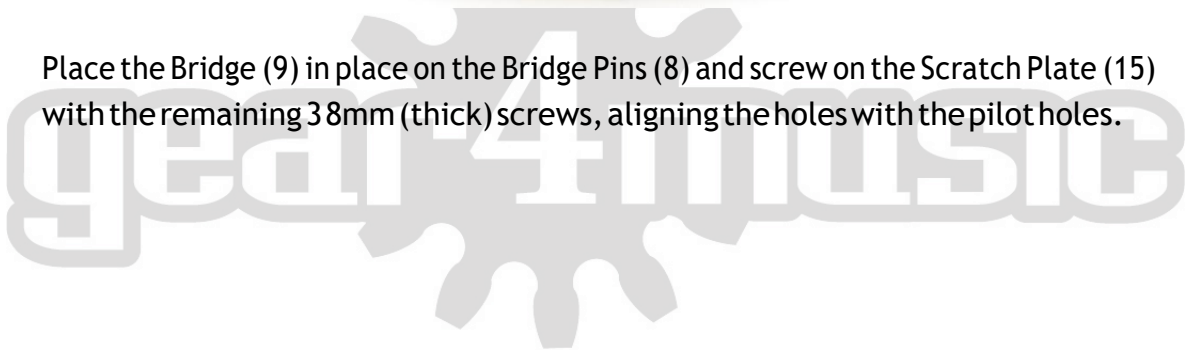 Place the Bridge (9) in place on the Bridge Pins (8) and screw on the Scratch Plate (15)
with the remaining 38mm (thick) screws, aligning the holes with the pilot holes.
gear4music